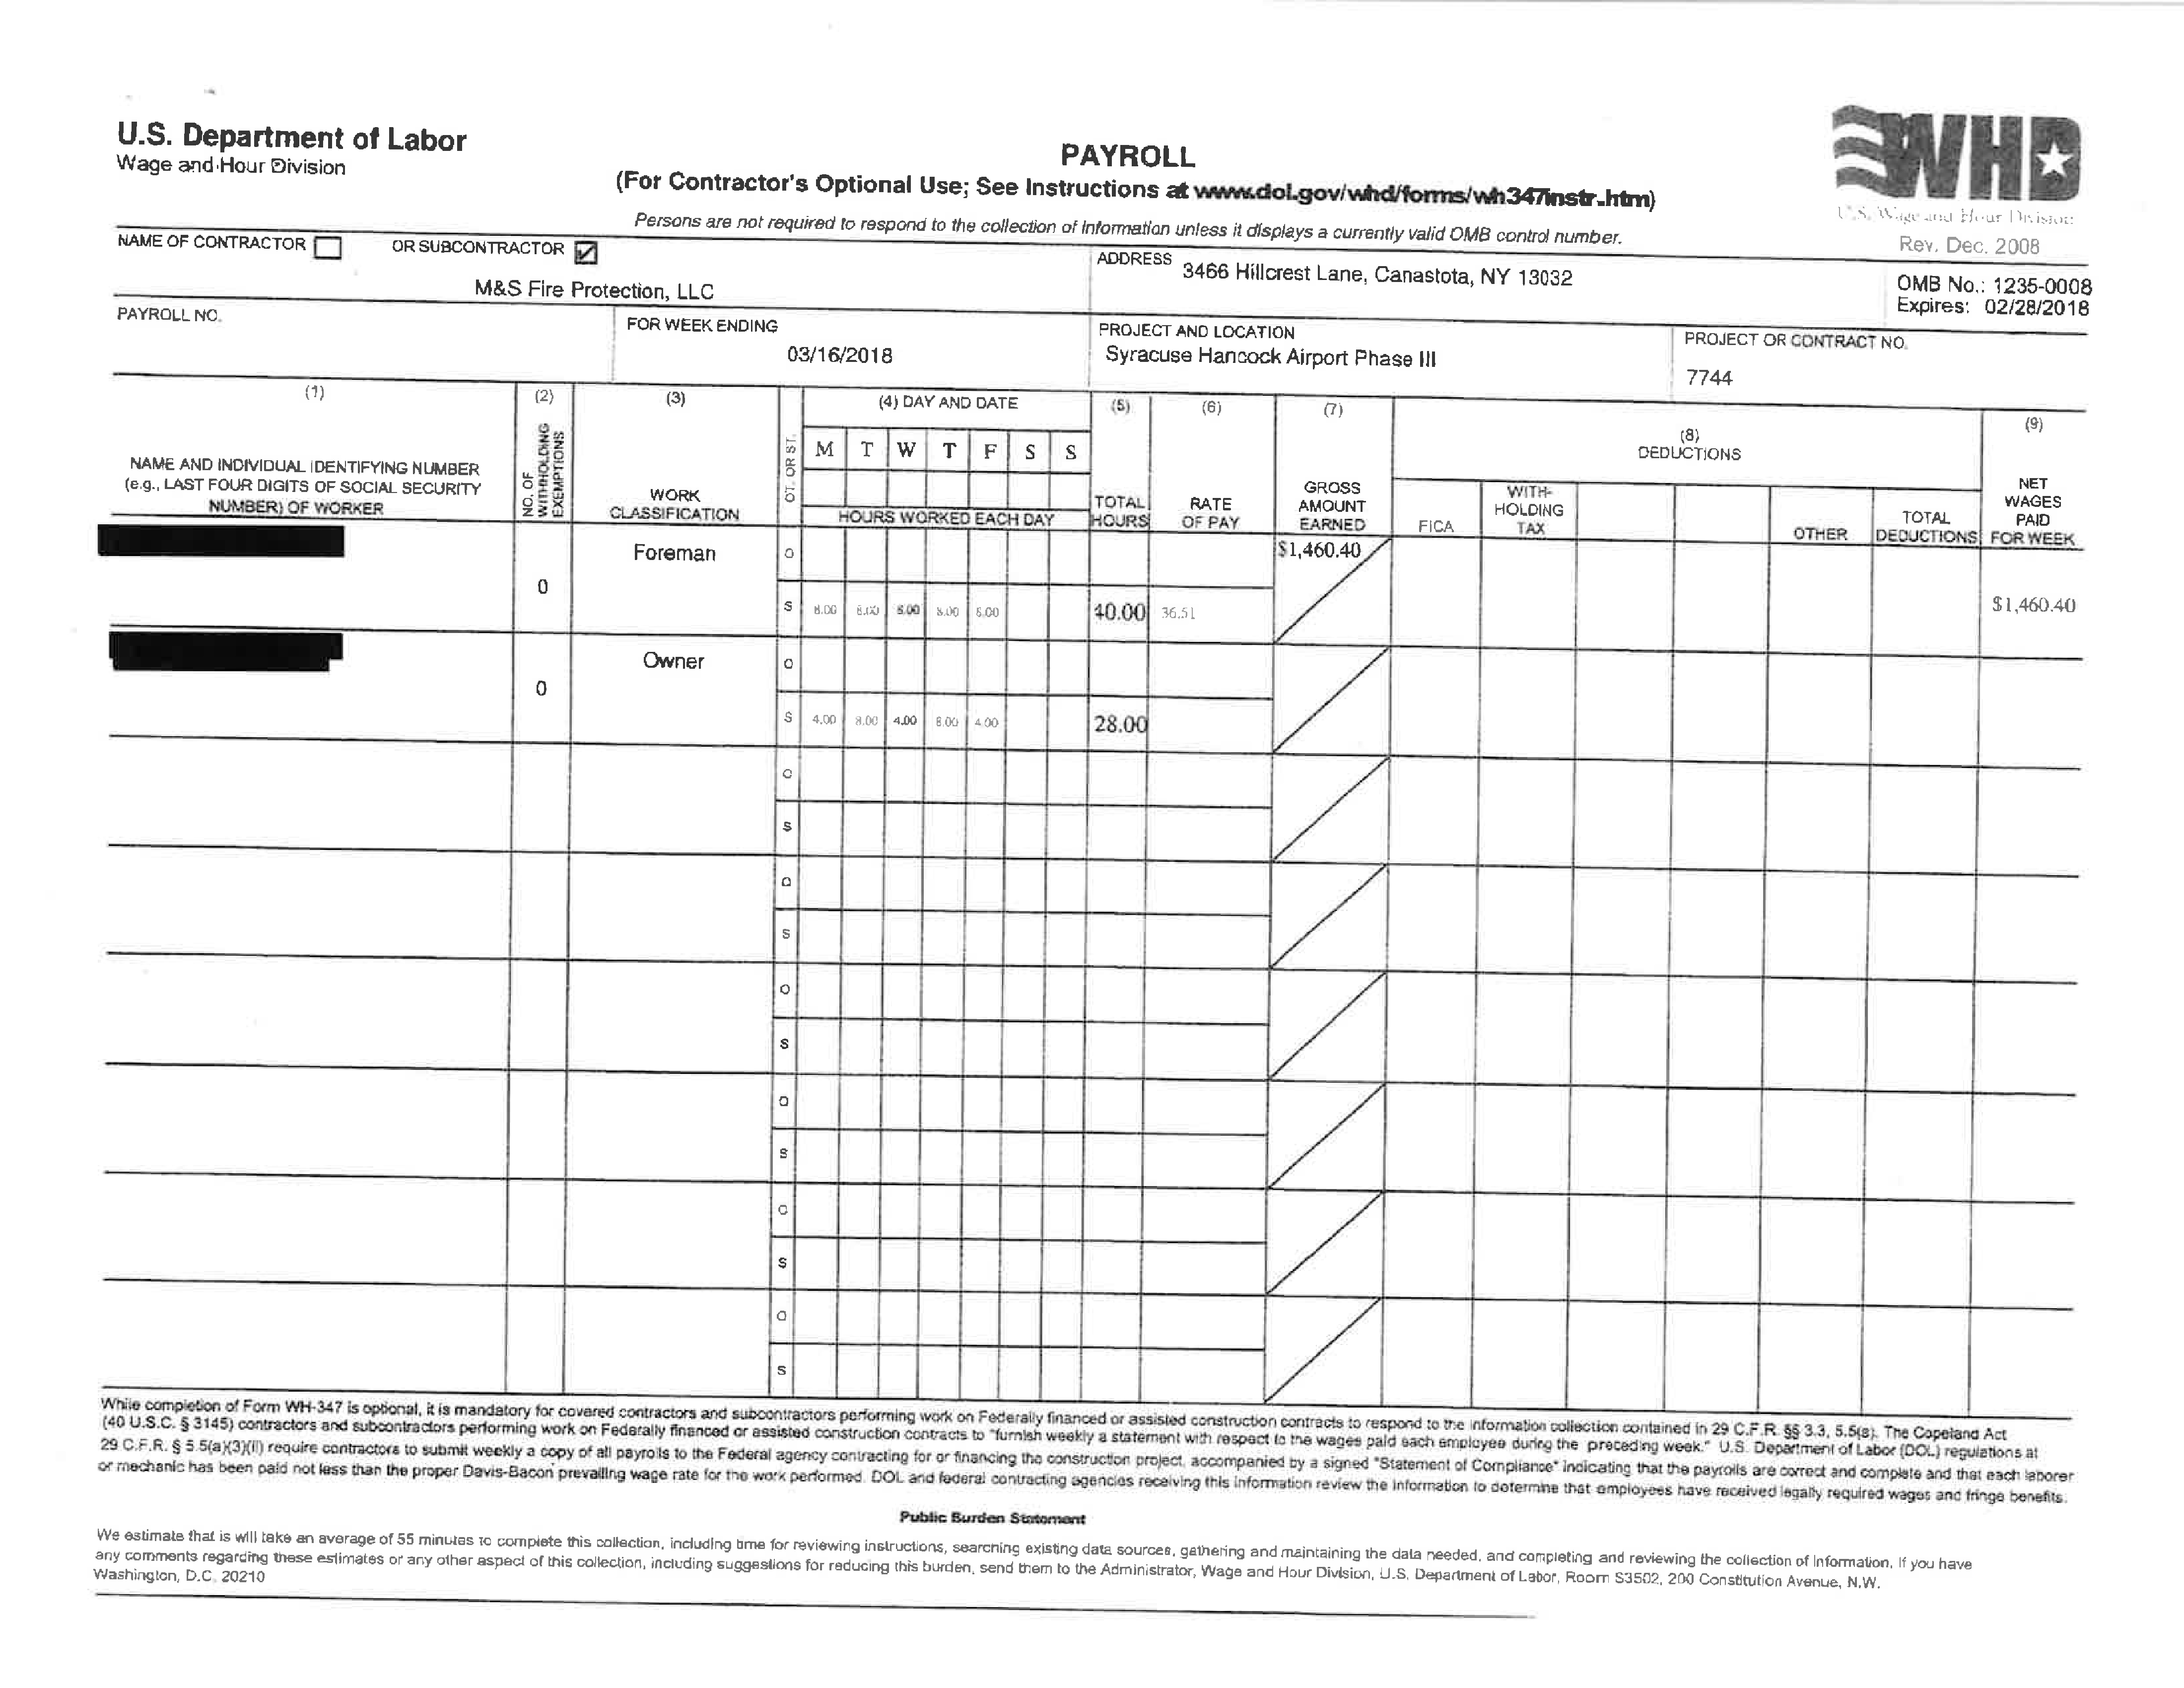 U.S. Department of Labor
Wage and Hour Division
PAYROLL
(For Contractor's Optional Use; See Instructions at www.dol.gov/whd/forms/wh347instr.htm)
Persons are not required to respond to the collection of information unless it displays a currently valid OMB control number.
WHD
U.S. Wage and Hour Division
Rev. Dec. 2008
NAME OF CONTRACTOR OR SUBCONTRACTOR
M&S Fire Protection, LLC
ADDRESS
3466 Hillcrest Lane, Canastota, NY 13032
OMB No.: 1235-0008
Expires: 02/28/2018
PAYROLL NO.
FOR WEEK ENDING
03/16/2018
PROJECT AND LOCATION
Syracuse Hancock Airport Phase III
PROJECT OR CONTRACT NO.
7744
(1)
NAME AND INDIVIDUAL IDENTIFYING NUMBER
(e.g., LAST FOUR DIGITS OF SOCIAL SECURITY
NUMBER) OF WORKER
(2)
NO. OF
WITHHOLDING
EXEMPTIONS
(3)
WORK
CLASSIFICATION
OT. OR ST.
(4) DAY AND DATE
M T W T F S S
HOURS WORKED EACH DAY
(5)
TOTAL
HOURS
(6)
RATE
OF PAY
(7)
GROSS
AMOUNT
EARNED
(8)
DEDUCTIONS
FICA
WITH-
HOLDING
TAX
OTHER
TOTAL
DEDUCTIONS
(9)
NET
WAGES
PAID
FOR WEEK
0
Foreman
O
$1,460.40
S 8.00 8.00 8.00 8.00 8.00 40.00 36.51
$1,460.40
0
Owner
O
S 4.00 8.00 4.00 8.00 4.00 28.00
O
S
O
S
O
S
O
S
O
S
O
S
While completion of Form WH-347 is optional, it is mandatory for covered contractors and subcontractors performing work on Federally financed or assisted construction contracts to respond to the information collection contained in 29 C.F.R. §§ 3.3, 5.5(a). The Copeland Act
(40 U.S.C. § 3145) contractors and subcontractors performing work on Federally financed or assisted construction contracts to "furnish weekly a statement with respect to the wages paid each employee during the preceding week." U.S. Department of Labor (DOL) regulations at
29 C.F.R. § 5.5(a)(3)(ii) require contractors to submit weekly a copy of all payrolls to the Federal agency contracting for or financing the construction project, accompanied by a signed "Statement of Compliance" indicating that the payrolls are correct and complete and that each laborer
or mechanic has been paid not less than the proper Davis-Bacon prevailing wage rate for the work performed. DOL and federal contracting agencies receiving this information review the information to determine that employees have received legally required wages and fringe benefits.
Public Burden Statement
We estimate that is will take an average of 55 minutes to complete this collection, including time for reviewing instructions, searching existing data sources, gathering and maintaining the data needed, and completing and reviewing the collection of information. If you have
any comments regarding these estimates or any other aspect of this collection, including suggestions for reducing this burden, send them to the Administrator, Wage and Hour Division, U.S. Department of Labor, Room S3502, 200 Constitution Avenue, N.W.
Washington, D.C. 20210